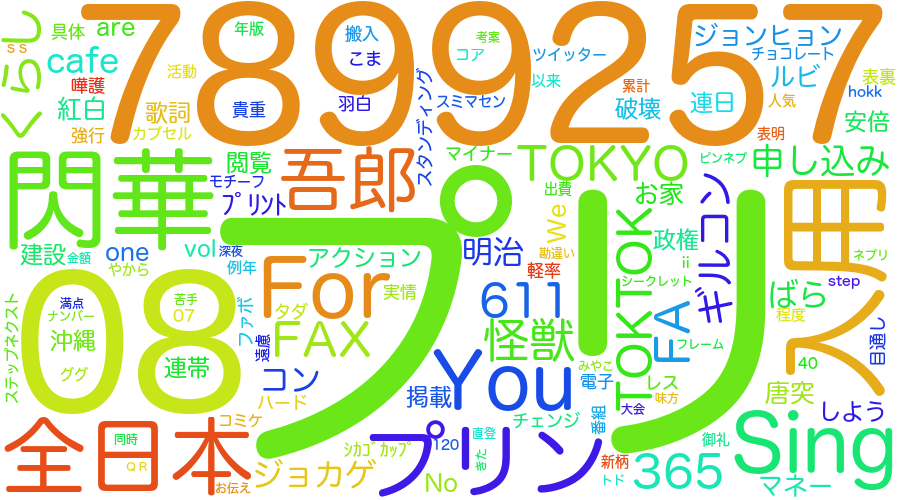 くらし
ss
具体
are
年版
7899257
搬入
こま
考案
コア
ツイッター
ジョンヒョン
チョコレート
ルビ
表裏
hokk
cafe
活動
嘩護
紅白
歌詞
貴重
羽白
スミマセン
以来
累計
破壊
連日
人気
安倍
強行
カプセル
スタンディング
表明
閃華
閲覧
吾郎
マイナー
TOKYO
ピンネブ
申し込み
モチーフ
プリント
出費
お家
人用
建設
金額
one
やから
vol
深夜
例年
アクション
明治
We
勘違い
政権
ii
ギルコン
ネプリ
プリ
軽率
シークレット
step
ばら
ステップネクスト
満点
ナンバー
08
苦手
07
ファボ
タダ
For
実情
611
TOKTOK
FA
程度
目通し
沖縄
ググ
連帯
遠慮
FAX
怪獣
フレーム
コン
You
みやこ
電子
レス
味方
40
唐突
ハード
掲載
コミケ
チェンジ
番組
大会
しよう
全日本
同時
QR
お伝え
ジョカゲ
シカゴカップ
プリン
120
直登
きた
No
新柄
トド
365
御礼
Sing
マネー